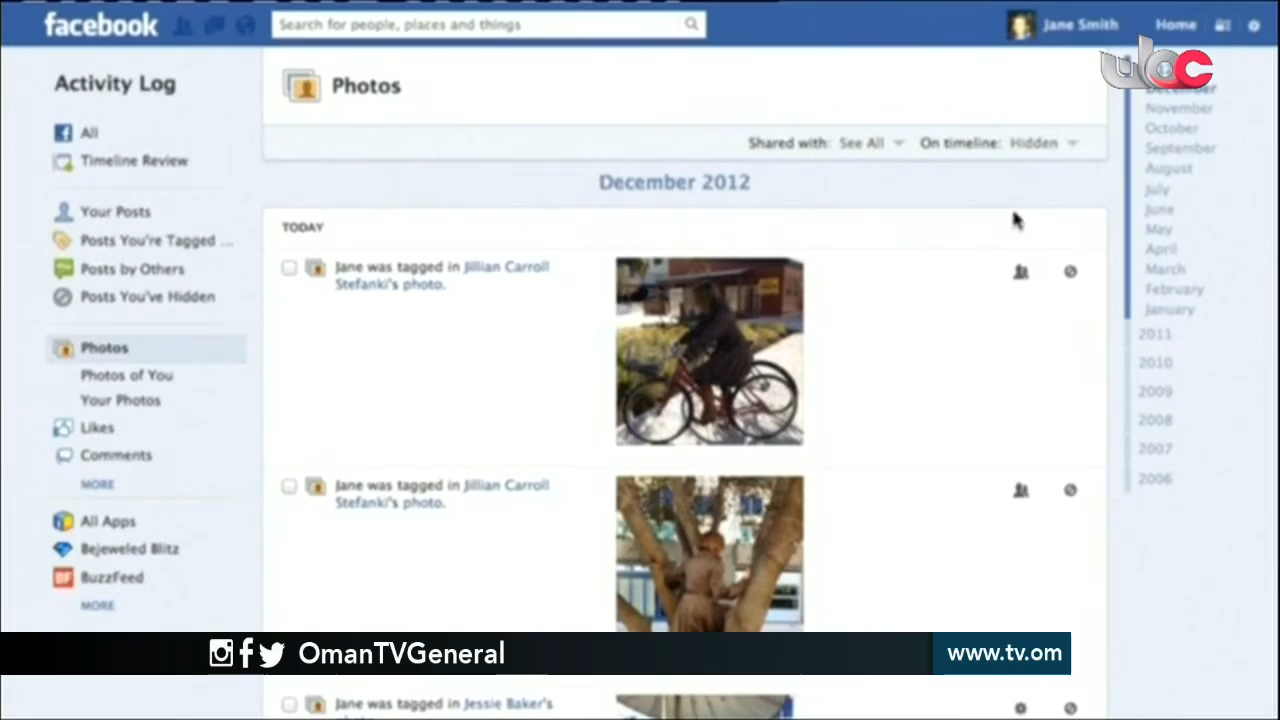 facebook
Search for people, places and things
Jane Smith
Home
ubc
Activity Log
All
Timeline Review
Your Posts
Posts You're Tagged ...
Posts by Others
Posts You've Hidden
Photos
Photos of You
Your Photos
Likes
Comments
MORE
All Apps
Bejeweled Blitz
BuzzFeed
MORE
Photos
Shared with: See All
On timeline: Hidden
December 2012
TODAY
Jane was tagged in Jillian Carroll
Stefanki's photo.
Jane was tagged in Jillian Carroll
Stefanki's photo.
Jane was tagged in Jessie Baker's
December
November
October
September
August
July
June
May
April
March
February
January
2011
2010
2009
2008
2007
2006
OmanTVGeneral
www.tv.om